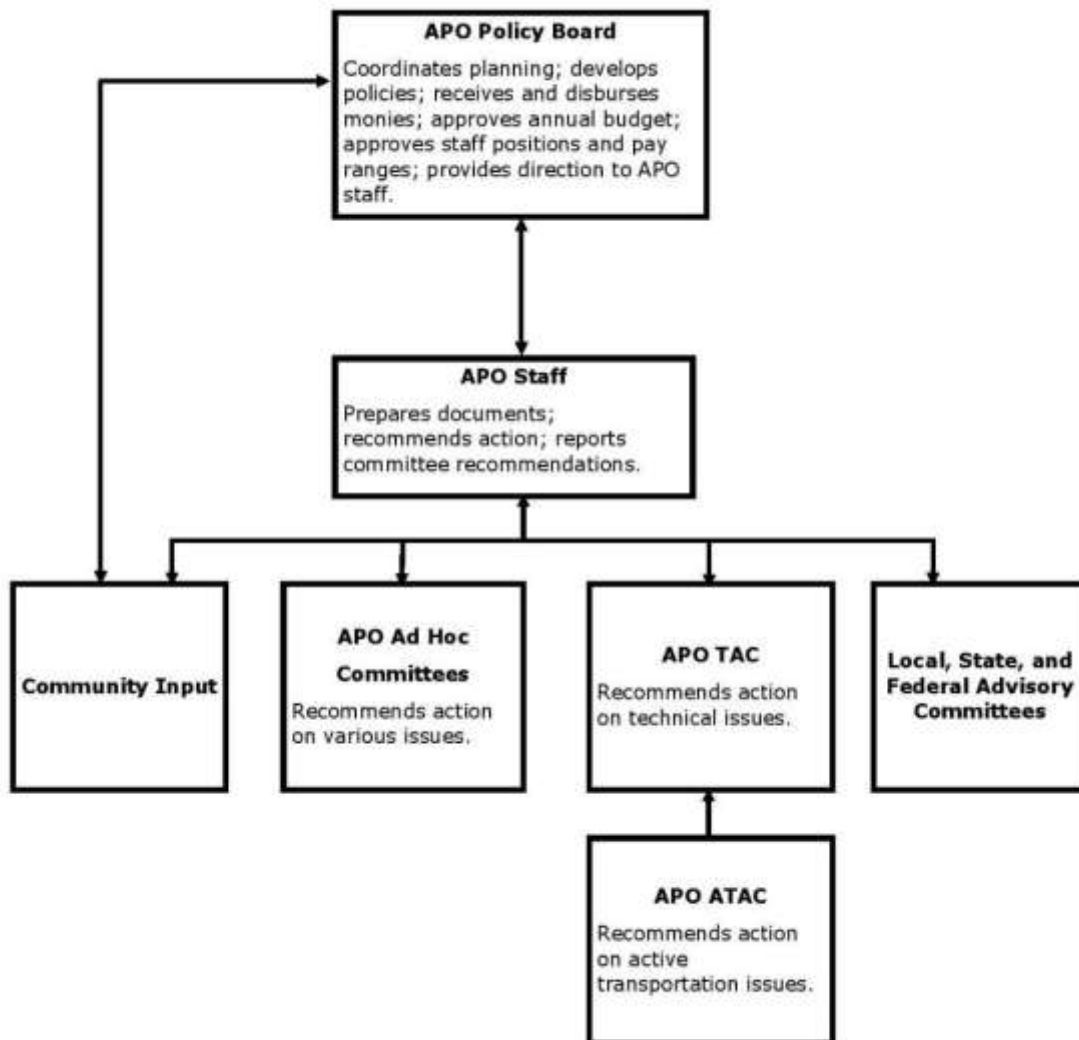 APO Policy Board
Coordinates planning; develops
policies; receives and disburses
monies; approves annual budget;
approves staff positions and pay
ranges; provides direction to APO
staff.
APO Staff
Prepares documents;
recommends action; reports
committee recommendations.
Community Input
APO Ad Hoc
Committees
Recommends action
on various issues.
APO TAC
Recommends action
on technical issues.
Local, State, and
Federal Advisory
Committees
APO ATAC
Recommends action
on active
transportation issues.